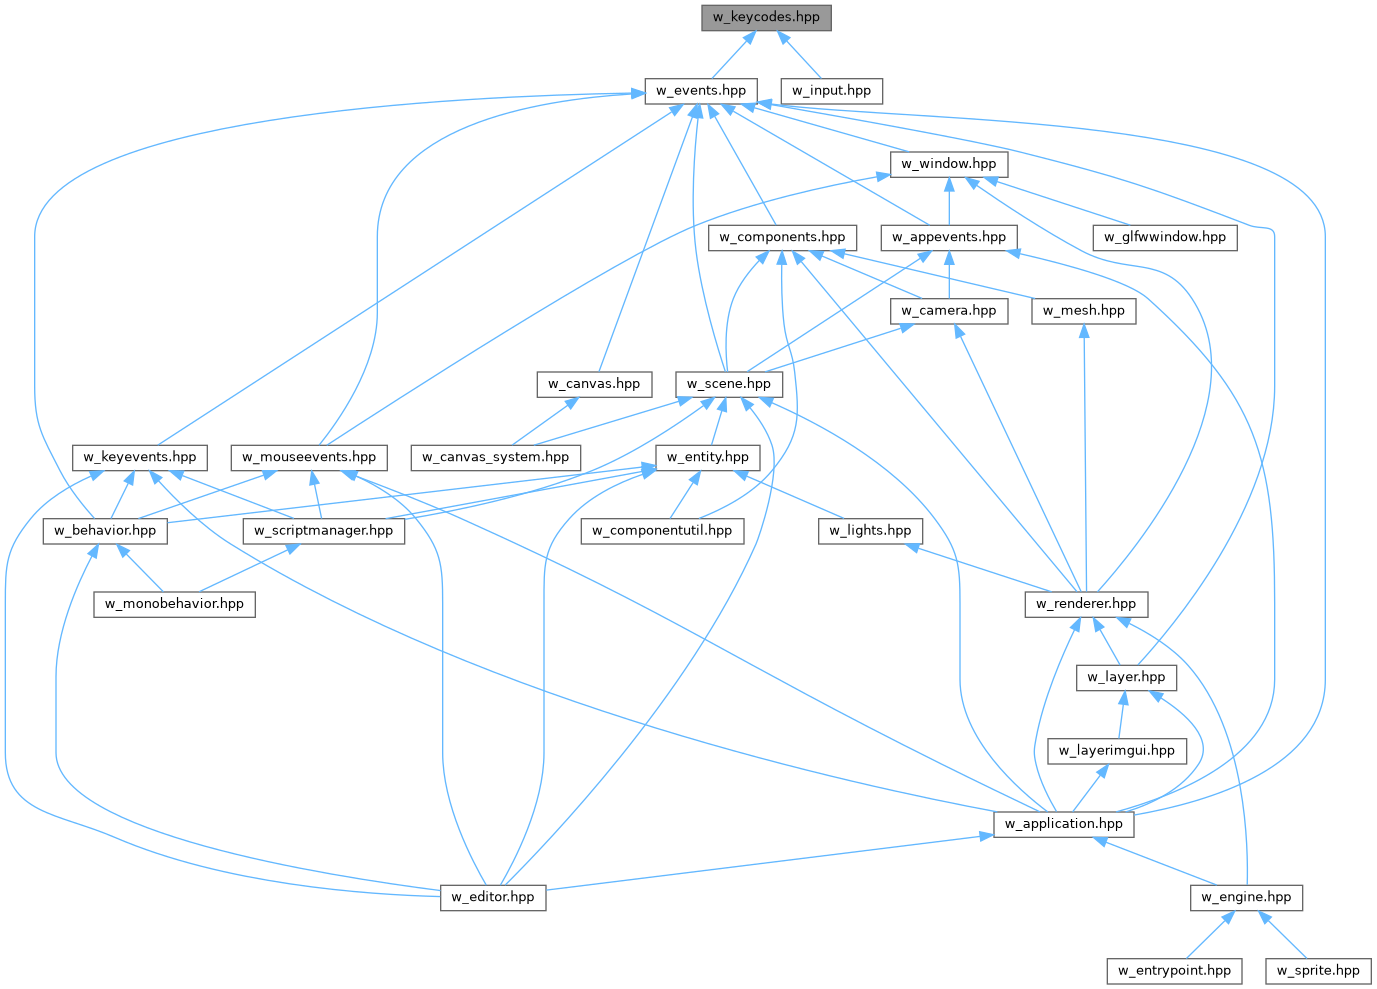 w_keycodes.hpp
w_events.hpp
w_input.hpp
w_window.hpp
w_components.hpp
w_appevents.hpp
w_glfwwindow.hpp
w_camera.hpp
w_mesh.hpp
w_canvas.hpp
w_scene.hpp
w_keyevents.hpp
w_mouseevents.hpp
w_canvas_system.hpp
w_entity.hpp
w_behavior.hpp
w_scriptmanager.hpp
w_componentutil.hpp
w_lights.hpp
w_monobehavior.hpp
w_renderer.hpp
w_layer.hpp
w_layerimgui.hpp
w_application.hpp
w_editor.hpp
w_engine.hpp
w_entrypoint.hpp
w_sprite.hpp